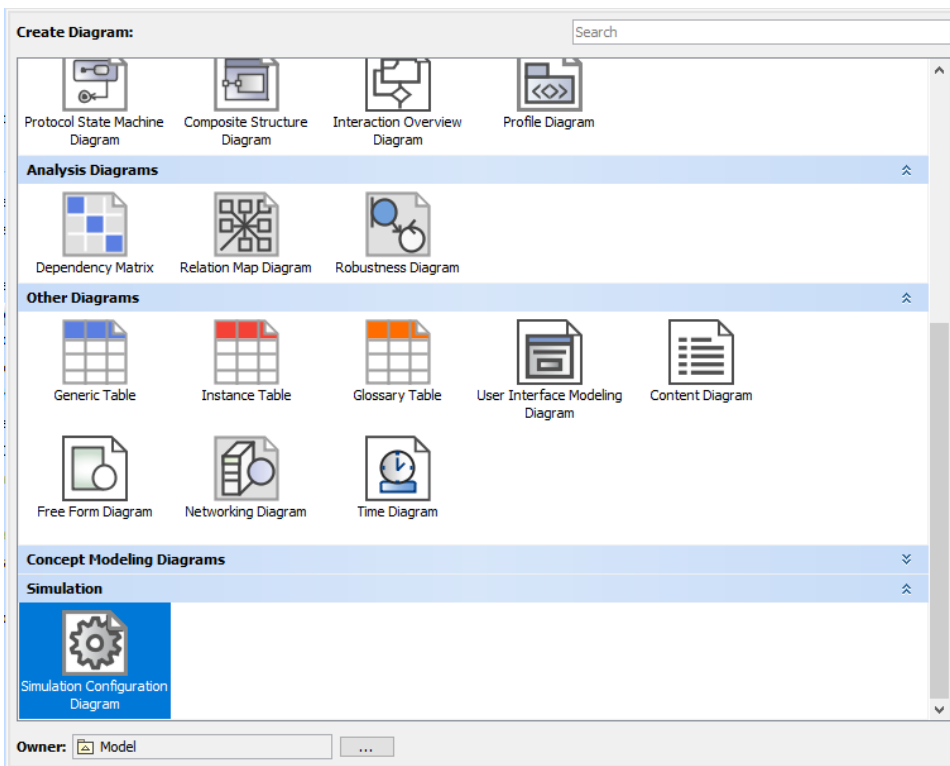 Create Diagram:
Search
Protocol State Machine
Diagram
Composite Structure
Diagram
Interaction Overview
Diagram
Profile Diagram
Analysis Diagrams
Dependency Matrix
Relation Map Diagram
Robustness Diagram
Other Diagrams
Generic Table
Instance Table
Glossary Table
User Interface Modeling
Diagram
Content Diagram
Free Form Diagram
Networking Diagram
Time Diagram
Concept Modeling Diagrams
Simulation
Simulation Configuration
Diagram
Owner:
Model
...